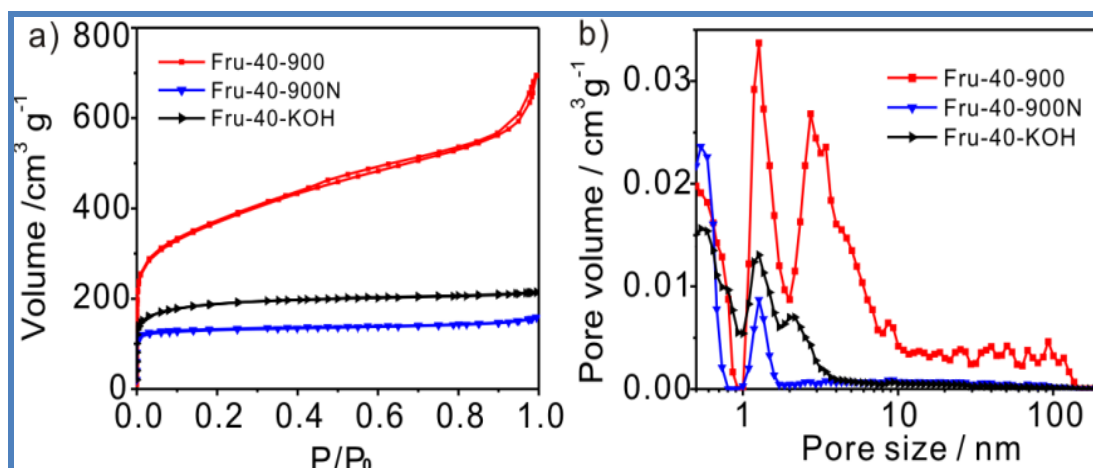 a)
Volume /cm³ g⁻¹
800
600
400
200
0
Fru-40-900
Fru-40-900N
Fru-40-KOH
0.0 0.2 0.4 0.6 0.8 1.0
P/P₀
b)
Pore volume / cm³ g⁻¹
0.03
0.02
0.01
0.00
Fru-40-900
Fru-40-900N
Fru-40-KOH
1 10 100
Pore size / nm